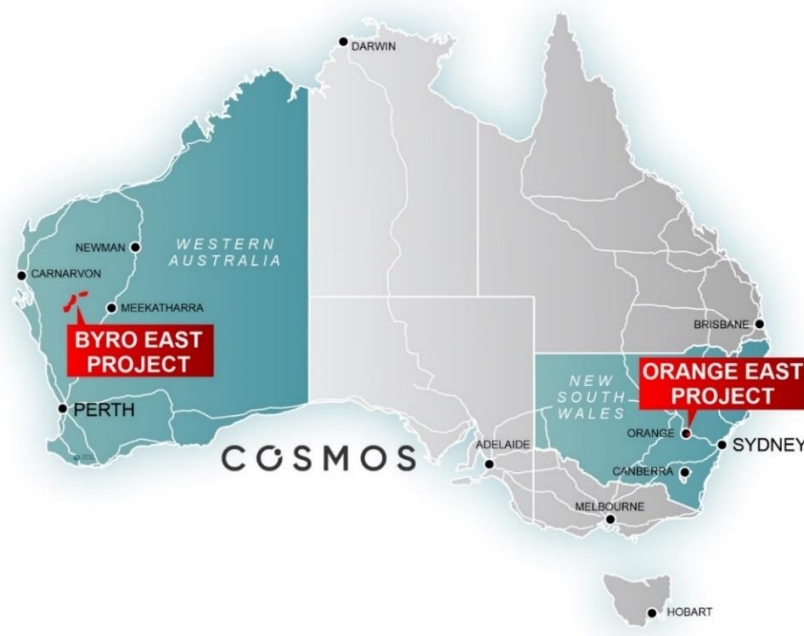 DARWIN
WESTERN
AUSTRALIA
NEWMAN
CARNARVON
MEEKATHARRA
BYRO EAST
PROJECT
BRISBANE
ORANGE EAST
PROJECT
NEW
SOUTH
WALES
PERTH
ORANGE
SYDNEY
ADELAIDE
COSMOS
CANBERRA
MELBOURNE
HOBART